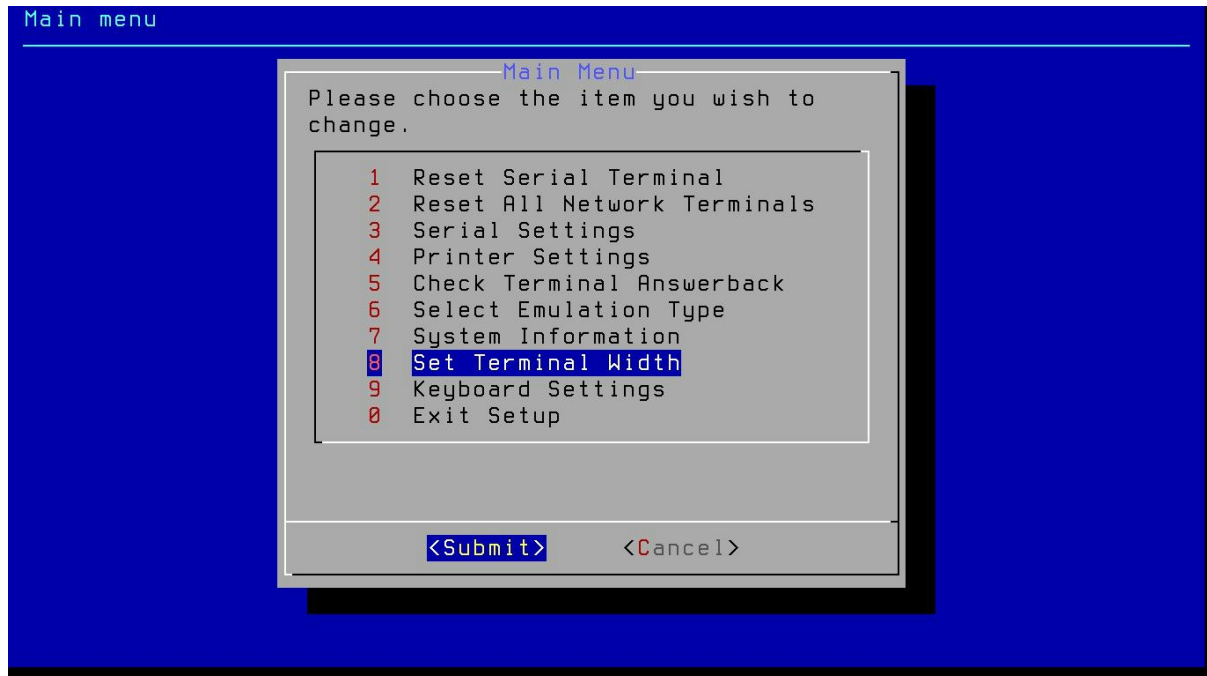 Main menu
Main Menu
Please choose the item you wish to
change.
1 Reset Serial Terminal
2 Reset All Network Terminals
3 Serial Settings
4 Printer Settings
5 Check Terminal Answerback
6 Select Emulation Type
7 System Information
8 Set Terminal Width
9 Keyboard Settings
0 Exit Setup
<Submit> <Cancel>